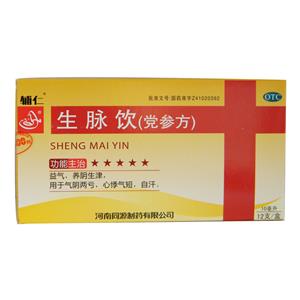 辅仁
批准文号:国药准字Z41020392
OTC
生脉饮(党参方)
SHENG MAI YIN
功能主治★★★★★
益气、养阴生津，
用于气阴两亏，心悸气短，自汗。
河南同源制药有限公司
10毫升
12支/盒